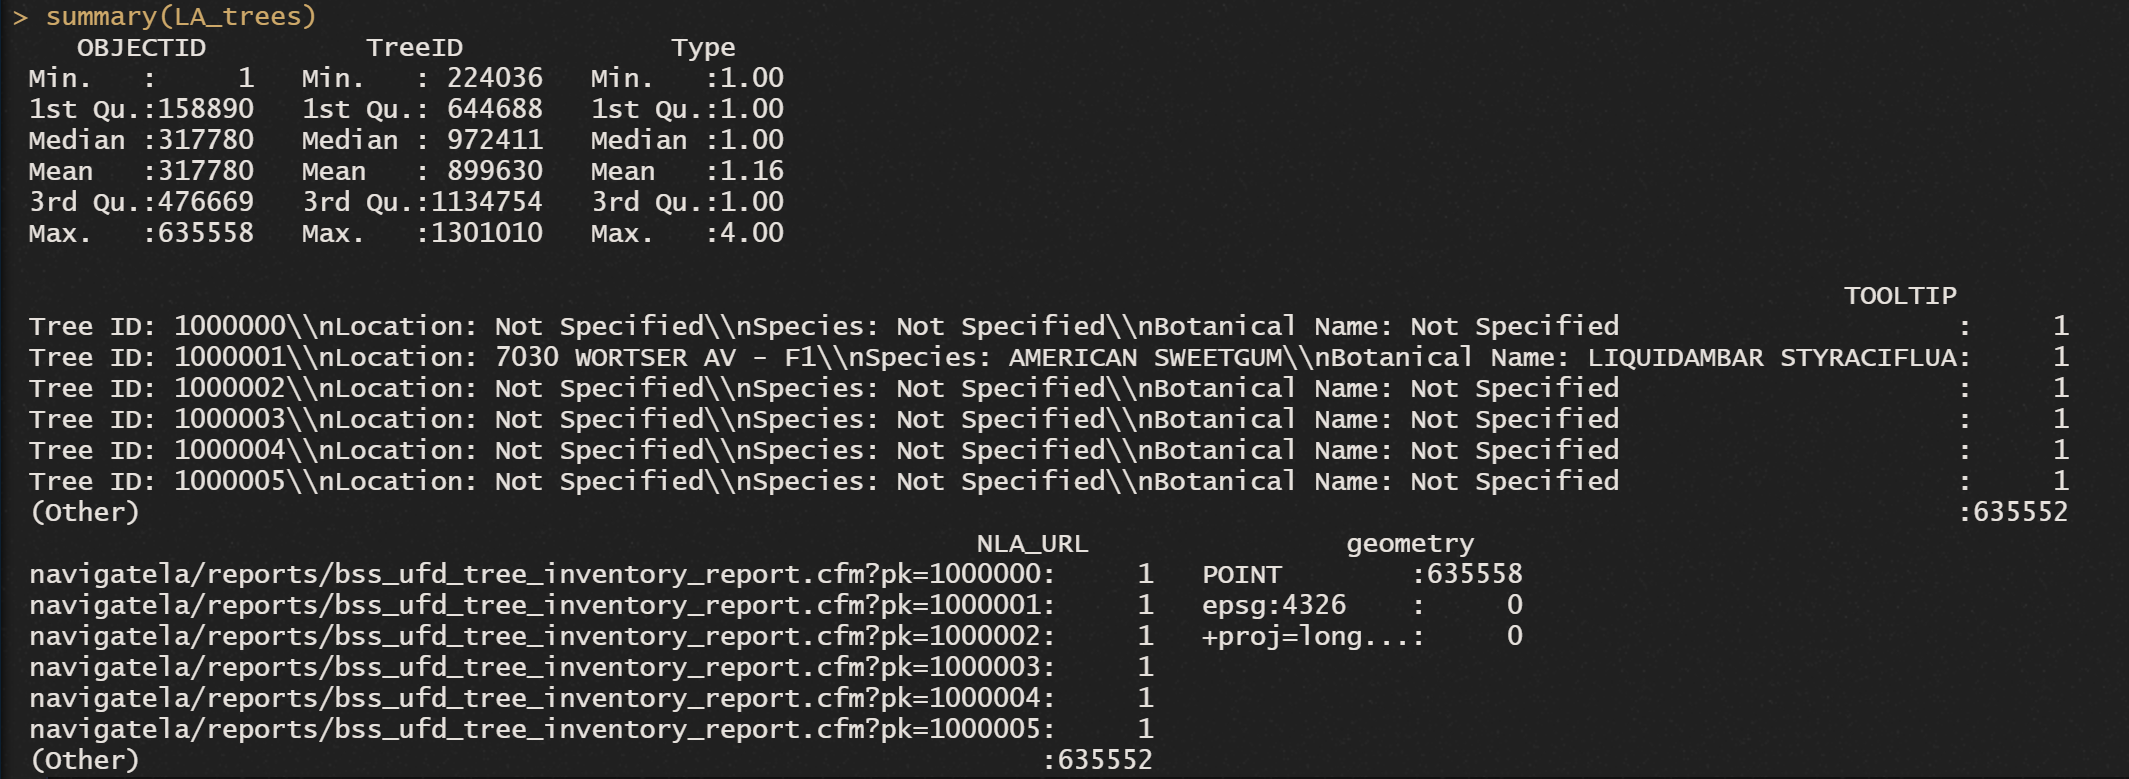 > summary(LA_trees)
OBJECTID TreeID Type
Min. : 1 Min. : 224036 Min. :1.00
1st Qu.:158890 1st Qu.: 644688 1st Qu.:1.00
Median :317780 Median : 972411 Median :1.00
Mean :317780 Mean : 899630 Mean :1.16
3rd Qu.:476669 3rd Qu.:1134754 3rd Qu.:1.00
Max. :635558 Max. :1301010 Max. :4.00
TOOLTIP
Tree ID: 1000000\\nLocation: Not Specified\\nSpecies: Not Specified\\nBotanical Name: Not Specified : 1
Tree ID: 1000001\\nLocation: 7030 WORTSER AV - F1\\nSpecies: AMERICAN SWEETGUM\\nBotanical Name: LIQUIDAMBAR STYRACIFLUA: 1
Tree ID: 1000002\\nLocation: Not Specified\\nSpecies: Not Specified\\nBotanical Name: Not Specified : 1
Tree ID: 1000003\\nLocation: Not Specified\\nSpecies: Not Specified\\nBotanical Name: Not Specified : 1
Tree ID: 1000004\\nLocation: Not Specified\\nSpecies: Not Specified\\nBotanical Name: Not Specified : 1
Tree ID: 1000005\\nLocation: Not Specified\\nSpecies: Not Specified\\nBotanical Name: Not Specified : 1
(Other) :635552
NLA_URL geometry
navigatela/reports/bss_ufd_tree_inventory_report.cfm?pk=1000000: 1 POINT :635558
navigatela/reports/bss_ufd_tree_inventory_report.cfm?pk=1000001: 1 epsg:4326 : 0
navigatela/reports/bss_ufd_tree_inventory_report.cfm?pk=1000002: 1 +proj=long...: 0
navigatela/reports/bss_ufd_tree_inventory_report.cfm?pk=1000003: 1
navigatela/reports/bss_ufd_tree_inventory_report.cfm?pk=1000004: 1
navigatela/reports/bss_ufd_tree_inventory_report.cfm?pk=1000005: 1
(Other) :635552